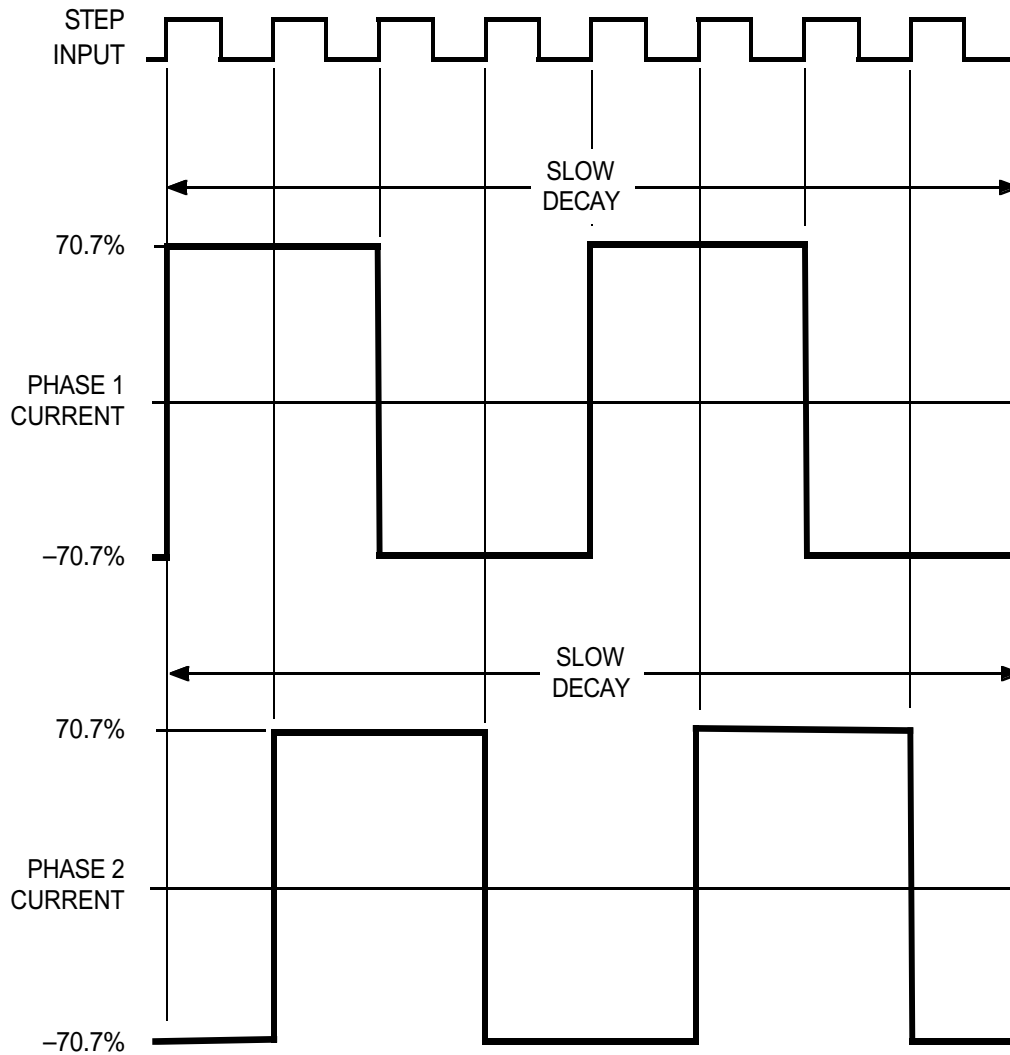 STEP
INPUT
SLOW
DECAY
70.7%
PHASE 1
CURRENT
–70.7%
SLOW
DECAY
70.7%
PHASE 2
CURRENT
–70.7%